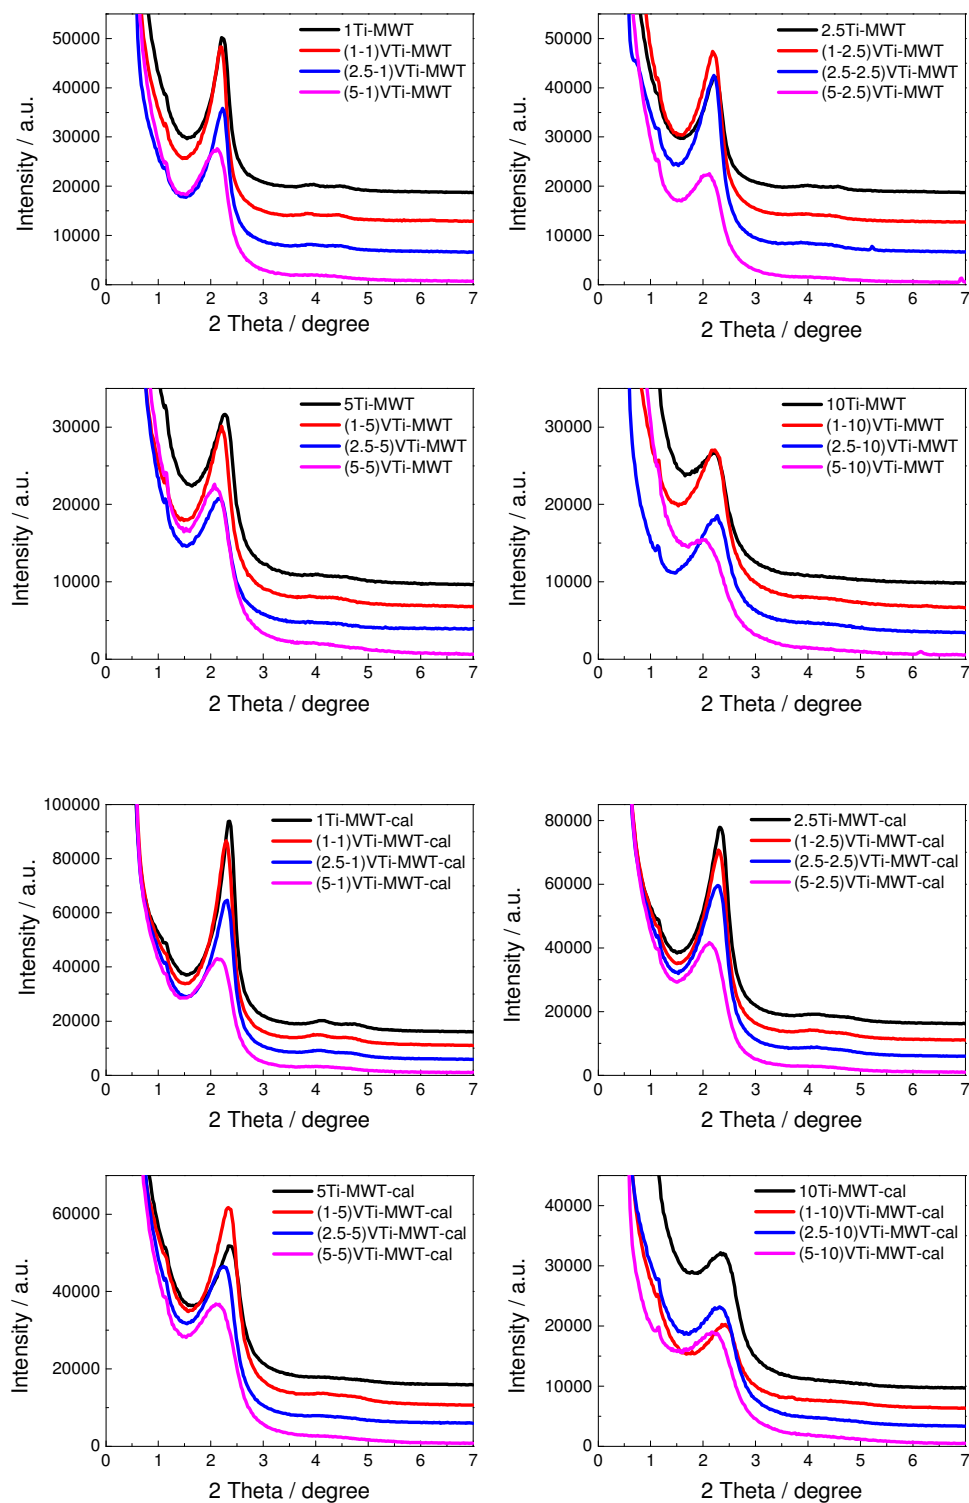 50000
40000
30000
20000
10000
0
Intensity / a.u.
1Ti-MWT
(1-1)VTi-MWT
(2.5-1)VTi-MWT
(5-1)VTi-MWT
0 1 2 3 4 5 6 7
2 Theta / degree
50000
40000
30000
20000
10000
0
Intensity / a.u.
2.5Ti-MWT
(1-2.5)VTi-MWT
(2.5-2.5)VTi-MWT
(5-2.5)VTi-MWT
0 1 2 3 4 5 6 7
2 Theta / degree
30000
20000
10000
0
Intensity / a.u.
5Ti-MWT
(1-5)VTi-MWT
(2.5-5)VTi-MWT
(5-5)VTi-MWT
0 1 2 3 4 5 6 7
2 Theta / degree
30000
20000
10000
0
Intensity / a.u.
10Ti-MWT
(1-10)VTi-MWT
(2.5-10)VTi-MWT
(5-10)VTi-MWT
0 1 2 3 4 5 6 7
2 Theta / degree
100000
80000
60000
40000
20000
0
Intensity / a.u.
1Ti-MWT-cal
(1-1)VTi-MWT-cal
(2.5-1)VTi-MWT-cal
(5-1)VTi-MWT-cal
0 1 2 3 4 5 6 7
2 Theta / degree
80000
60000
40000
20000
0
Intensity / a.u.
2.5Ti-MWT-cal
(1-2.5)VTi-MWT-cal
(2.5-2.5)VTi-MWT-cal
(5-2.5)VTi-MWT-cal
0 1 2 3 4 5 6 7
2 Theta / degree
60000
40000
20000
0
Intensity / a.u.
5Ti-MWT-cal
(1-5)VTi-MWT-cal
(2.5-5)VTi-MWT-cal
(5-5)VTi-MWT-cal
0 1 2 3 4 5 6 7
2 Theta / degree
40000
30000
20000
10000
0
Intensity / a.u.
10Ti-MWT-cal
(1-10)VTi-MWT-cal
(2.5-10)VTi-MWT-cal
(5-10)VTi-MWT-cal
0 1 2 3 4 5 6 7
2 Theta / degree